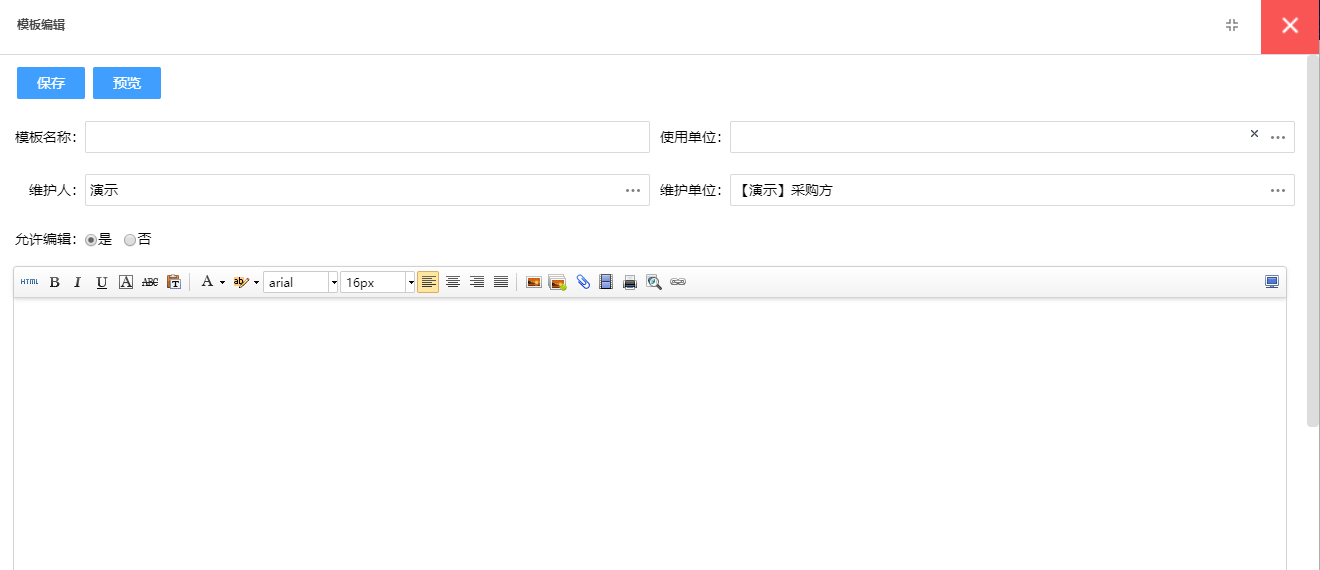 模板编辑
保存 预览
模板名称: 使用单位:
维护人: 演示 维护单位: 【演示】采购方
允许编辑: 是 否
HTML B I U A ABC T A ab arial 16px